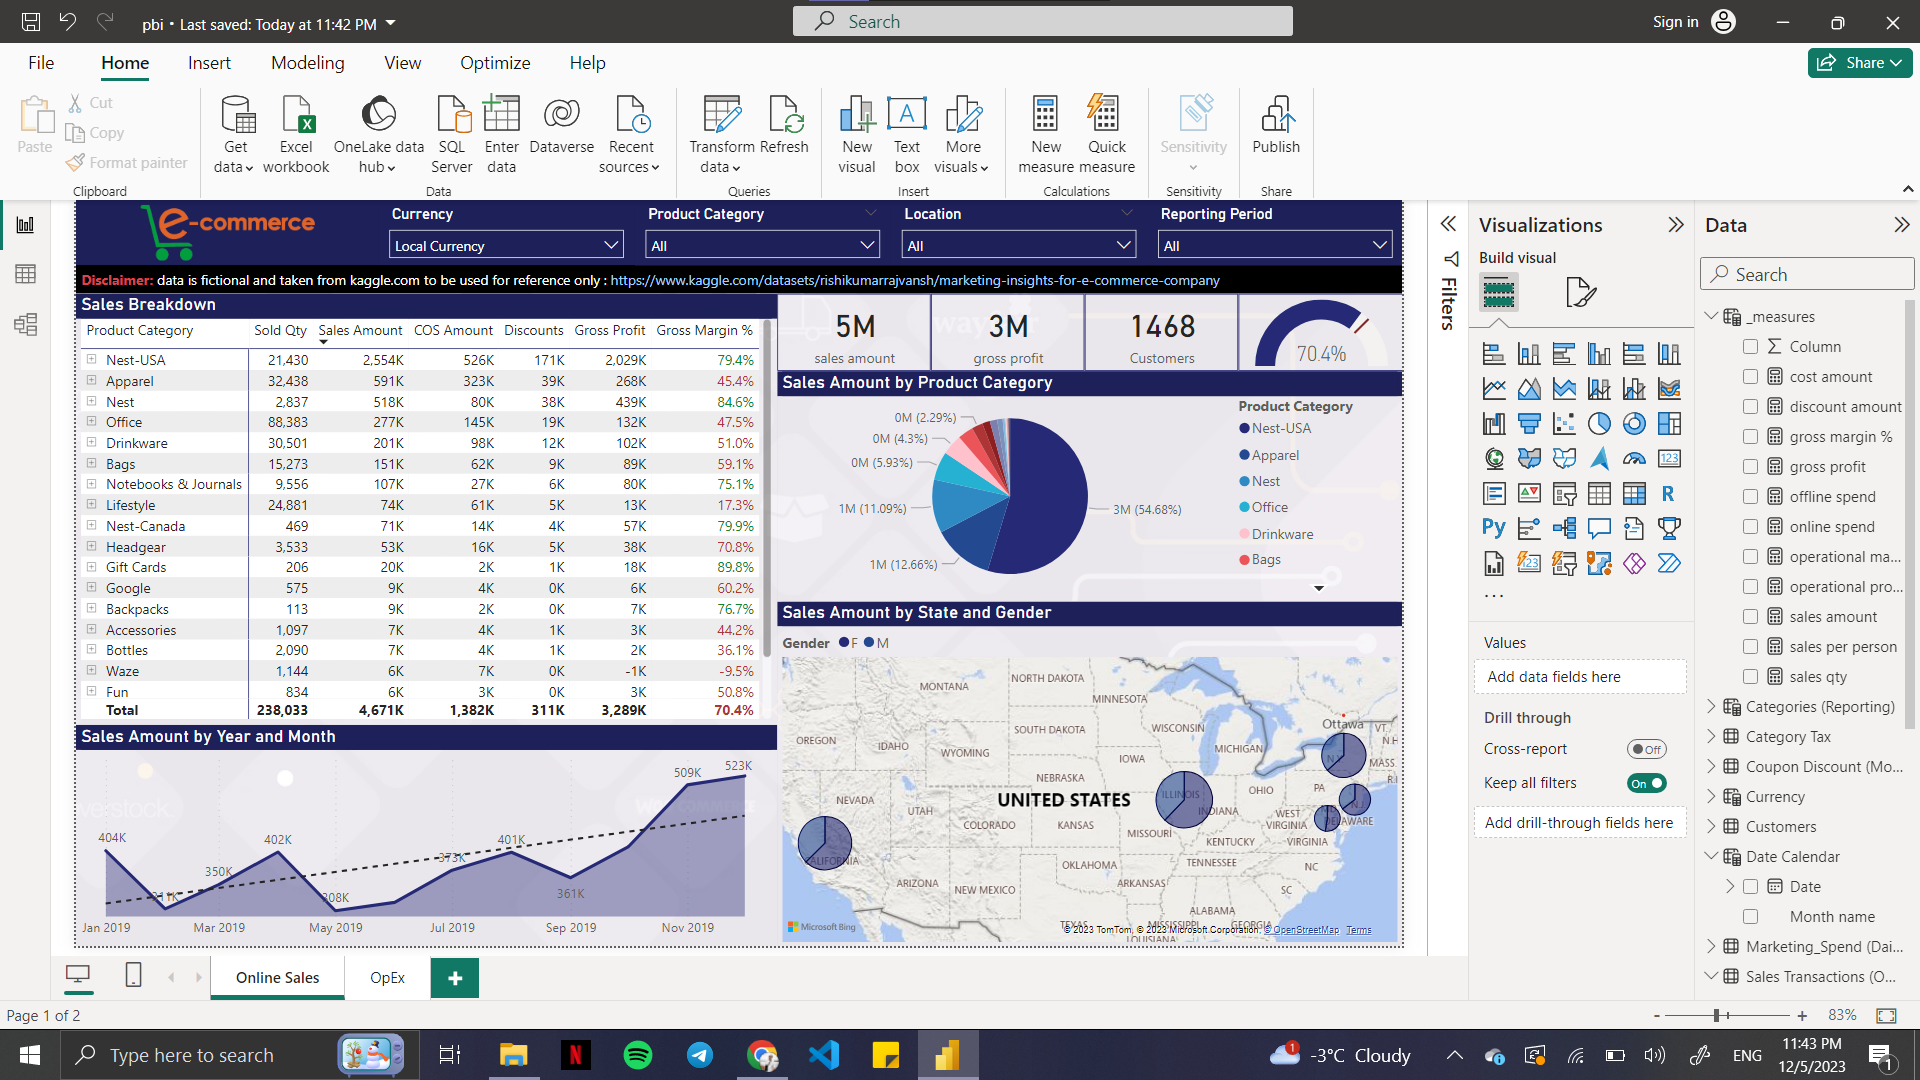 pbi • Last saved: Today at 11:42 PM
Search
Sign in
File Home Insert Modeling View Optimize Help
Share
Paste
Cut
Copy
Format painter
Clipboard
Get data
Excel workbook
OneLake data hub
SQL Server
Enter data
Dataverse
Recent sources
Data
Transform data
Refresh
Queries
New visual
Text box
More visuals
Insert
New measure
Quick measure
Calculations
Sensitivity
Sensitivity
Publish
Share
e-commerce
Currency
Local Currency
Product Category
All
Location
All
Reporting Period
All
Disclaimer: data is fictional and taken from kaggle.com to be used for reference only : https://www.kaggle.com/datasets/rishikumarrajvansh/marketing-insights-for-e-commerce-company
Sales Breakdown
Product Category Sold Qty Sales Amount COS Amount Discounts Gross Profit Gross Margin %
Nest-USA 21,430 2,554K 526K 171K 2,029K 79.4%
Apparel 32,438 591K 323K 39K 268K 45.4%
Nest 2,837 518K 80K 38K 439K 84.6%
Office 88,383 277K 145K 19K 132K 47.5%
Drinkware 30,501 201K 98K 12K 102K 51.0%
Bags 15,273 151K 62K 9K 89K 59.1%
Notebooks & Journals 9,556 107K 27K 6K 80K 75.1%
Lifestyle 24,881 74K 61K 5K 13K 17.3%
Nest-Canada 469 71K 14K 4K 57K 79.9%
Headgear 3,533 53K 16K 5K 38K 70.8%
Gift Cards 206 20K 2K 1K 18K 89.8%
Google 575 9K 4K 0K 6K 60.2%
Backpacks 113 9K 2K 0K 7K 76.7%
Accessories 1,097 7K 4K 1K 3K 44.2%
Bottles 2,090 7K 4K 1K 2K 36.1%
Waze 1,144 6K 7K 0K -1K -9.5%
Fun 834 6K 3K 0K 3K 50.8%
Total 238,033 4,671K 1,382K 311K 3,289K 70.4%
5M
sales amount
3M
gross profit
1468
Customers
70.4%
Sales Amount by Product Category
0M (2.29%)
0M (4.3%)
0M (5.93%)
1M (11.09%)
1M (12.66%)
3M (54.68%)
Product Category
Nest-USA
Apparel
Nest
Office
Drinkware
Bags
Sales Amount by State and Gender
Gender F M
NORTH DAKOTA
MONTANA
MINNESOTA
Ottawa
VT.
N H
SOUTH DAKOTA
WISCONSIN
OREGON
IDAHO
WYOMING
MICHIGAN
N.Y.
MASS.
IOWA
NEBRASKA
PA
NEVADA
UNITED STATES
ILLINOIS
OHIO
NJ
UTAH
INDIANA
COLORADO
KANSAS
MISSOURI
WEST VIRGINIA
DELAWARE
KENTUCKY
VIRGINIA
CALIFORNIA
OKLAHOMA
TENNESSEE
NC
ARIZONA
NEW MEXICO
ARKANSAS
SC
ALABAMA
TEXAS
MISSISSIPPI
GEORGIA
LOUISIANA
Microsoft Bing
© 2023 TomTom, © 2023 Microsoft Corporation, © OpenStreetMap Terms
Sales Amount by Year and Month
404K
350K
402K
308K
373K
401K
361K
509K
523K
Jan 2019 Mar 2019 May 2019 Jul 2019 Sep 2019 Nov 2019
Filters
Visualizations
Build visual
Values
Add data fields here
Drill through
Cross-report Off
Keep all filters On
Add drill-through fields here
Data
Search
_measures
Column
cost amount
discount amount
gross margin %
gross profit
offline spend
online spend
operational ma...
operational pro...
sales amount
sales per person
sales qty
Categories (Reporting)
Category Tax
Coupon Discount (Mo...
Currency
Customers
Date Calendar
Date
Month name
Marketing_Spend (Dai...
Sales Transactions (O...
Online Sales
OpEx
Page 1 of 2
83%
Type here to search
-3°C Cloudy
ENG
11:43 PM
12/5/2023
1